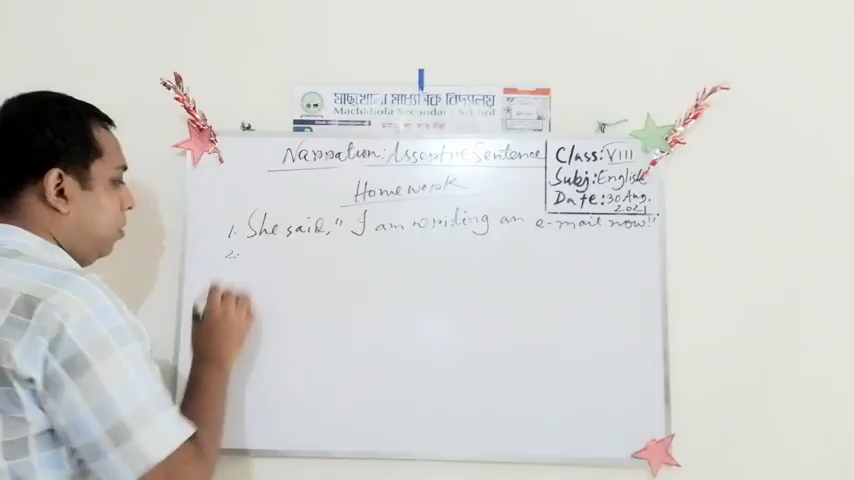 মাছখোলা মাধ্যমিক বিদ্যালয়
Machkhola Secondary School
Narration: Assertive Sentence
Class: VIII
Subj: English
Date: 30 Aug. 2021
Homework
1. She said, "I am writing an e-mail now."
2.